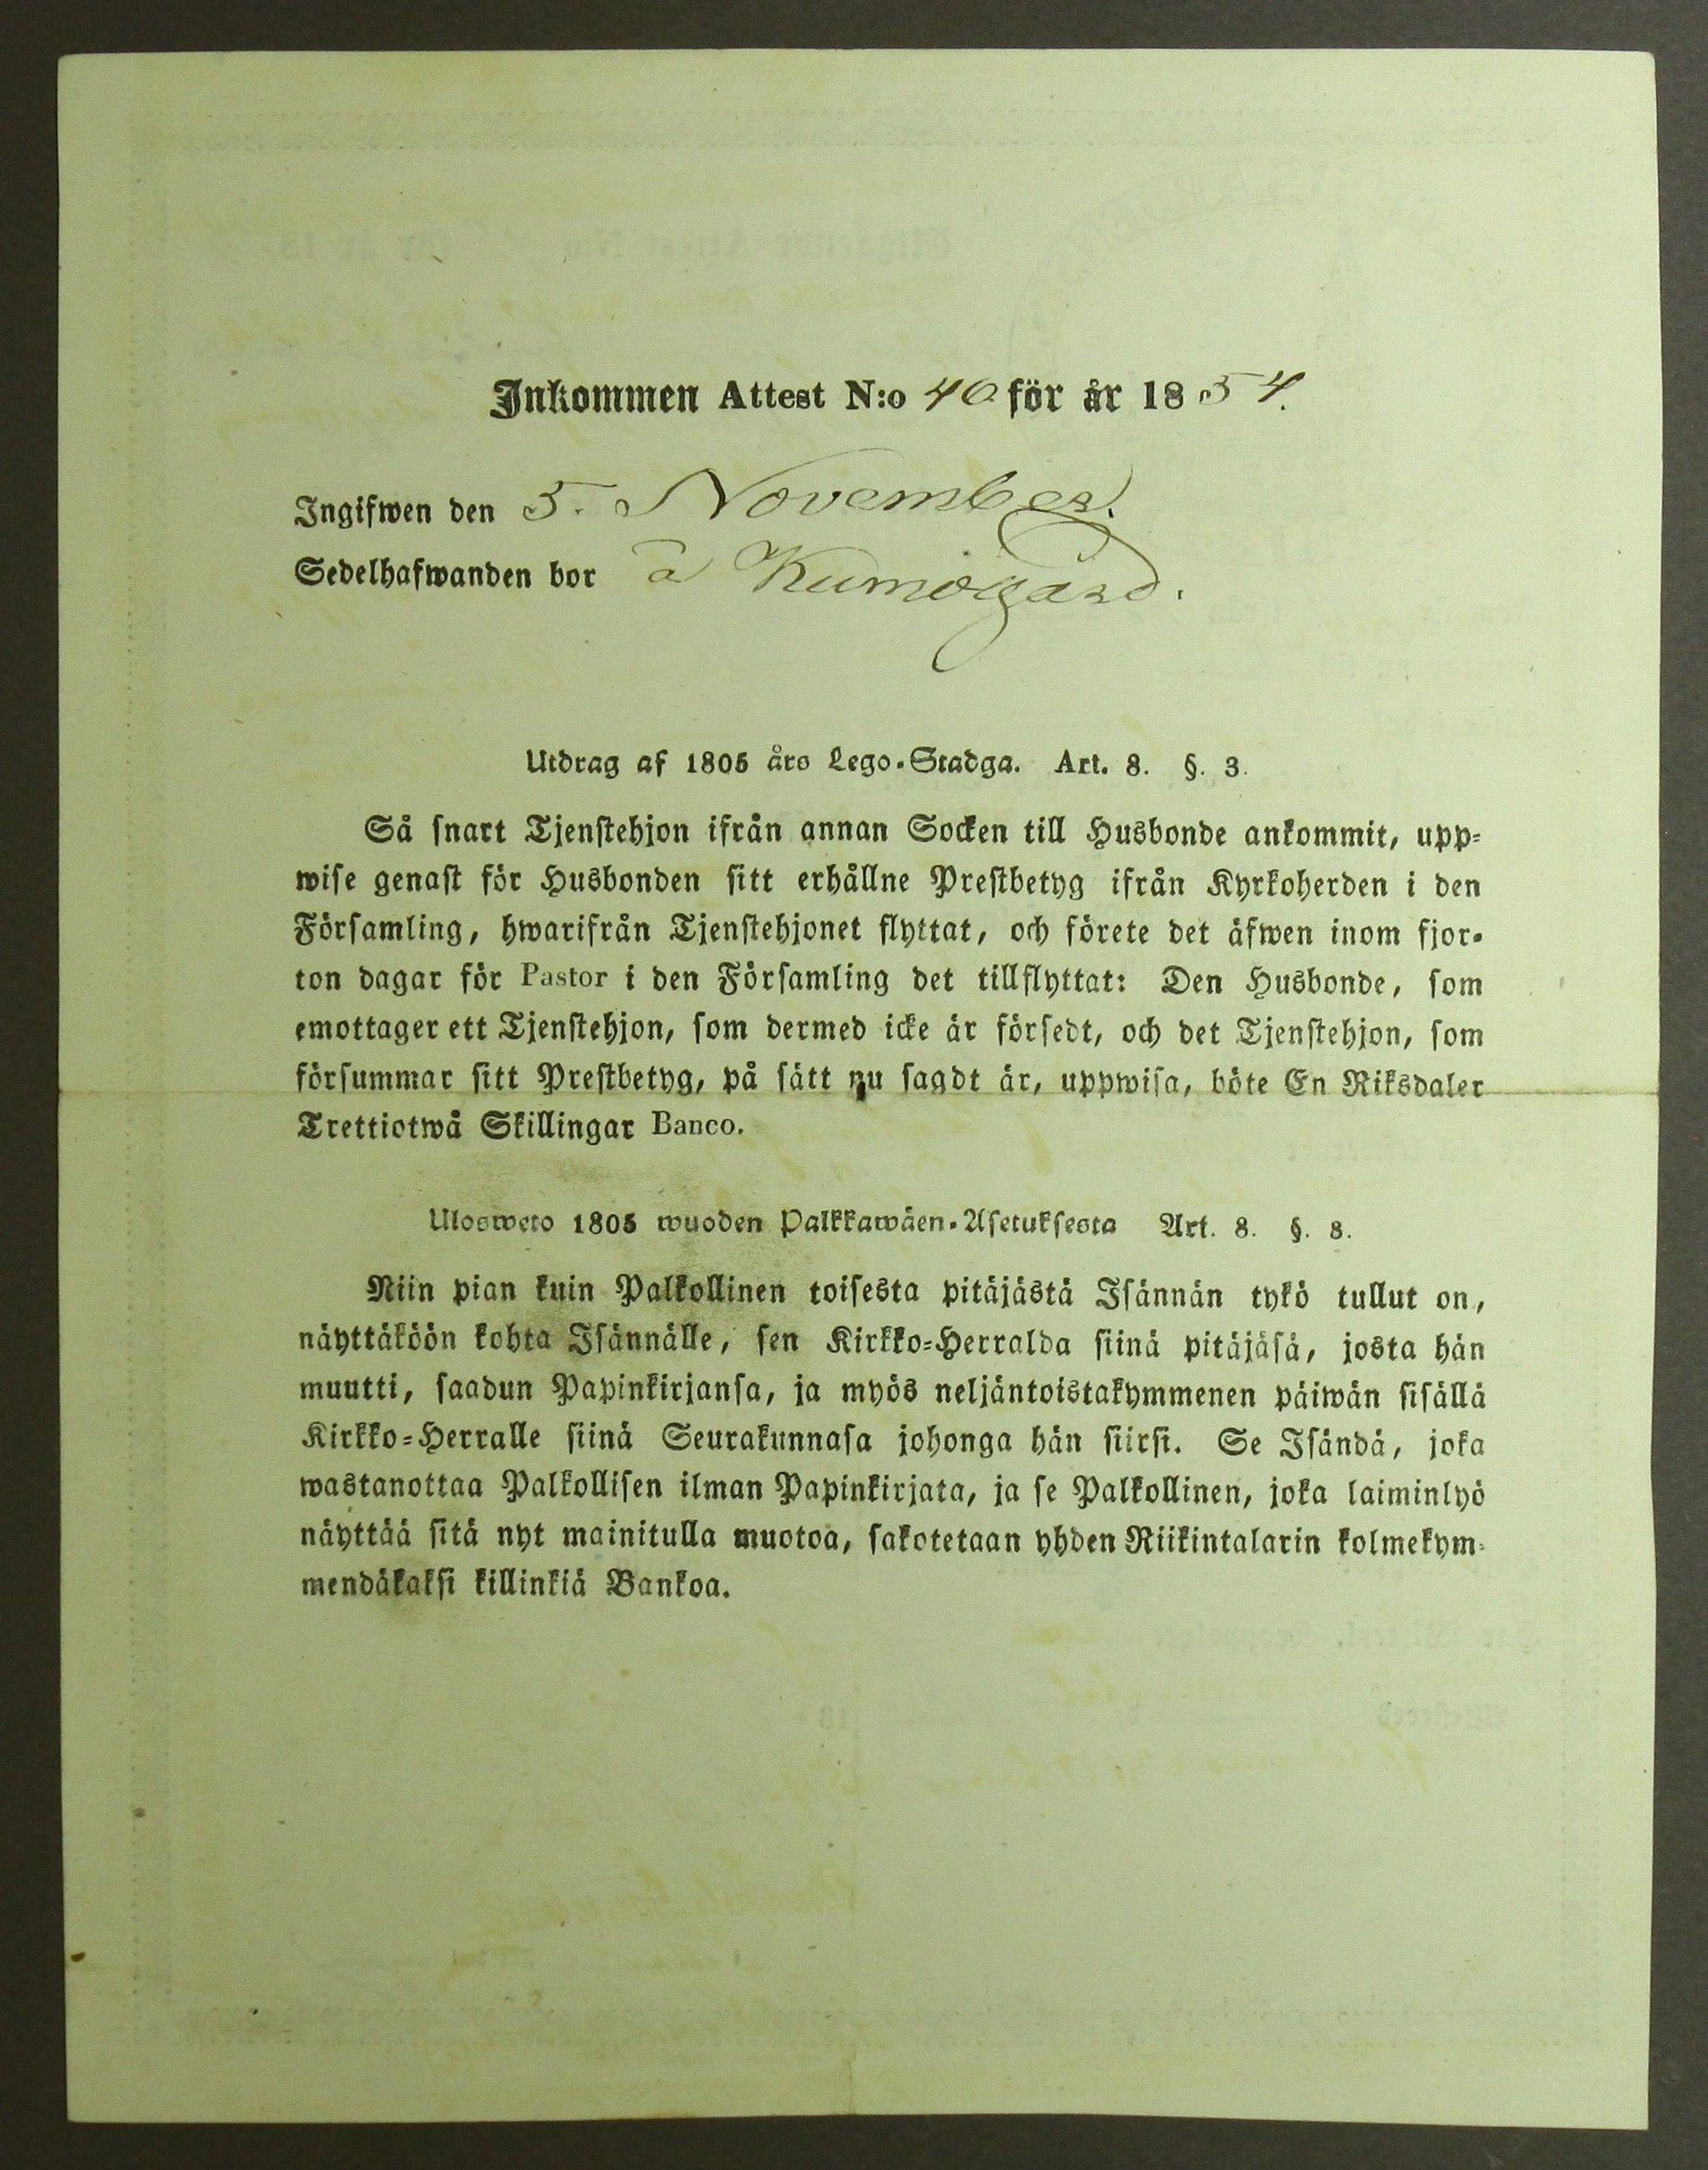 Inkommen Attest N:o 40 för år 1854.
Ingifwen den 5. November.
Sedelhafwanden bor å Kumogård.
Utdrag af 1805 års Lego-Stadga. Art. 8. §. 3.
Så snart Tjenstehjon ifrån annan Socken till Husbonde ankommit, upp-
wise genast för Husbonden sitt erhållne Prestbetyg ifrån Kyrkoherden i den
Församling, hwarifrån Tjenstehjonet flyttat, och förete det äfwen inom fjor-
ton dagar för Pastor i den Församling det tillflyttat: Den Husbonde, som
emottager ett Tjenstehjon, som dermed icke är försedt, och det Tjenstehjon, som
försummar sitt Prestbetyg, på sätt nu sagdt är, uppwisa, böte En Riksdaler
Trettiotwå Skillingar Banco.
Ulosweto 1805 wuoden Palkkawäen-Asetuksesta Art. 8. §. 8.
Niin pian kuin Palkollinen toisesta pitäjästä Isännän tykö tullut on,
näyttäköön kohta Isännälle, sen Kirkko-Herralda siinä pitäjäsä, josta hän
muutti, saadun Papinkirjansa, ja myös neljäntoistakymmenen päiwän sisällä
Kirkko-Herralle siinä Seurakunnasa johonga hän siirsi. Se Isändä, joka
wastanottaa Palkollisen ilman Papinkirjata, ja se Palkollinen, joka laiminlyö
näyttää sitä nyt mainitulla muotoa, sakotetaan yhden Riikintalarin kolmekym-
mendäkaksi killinkiä Bankoa.